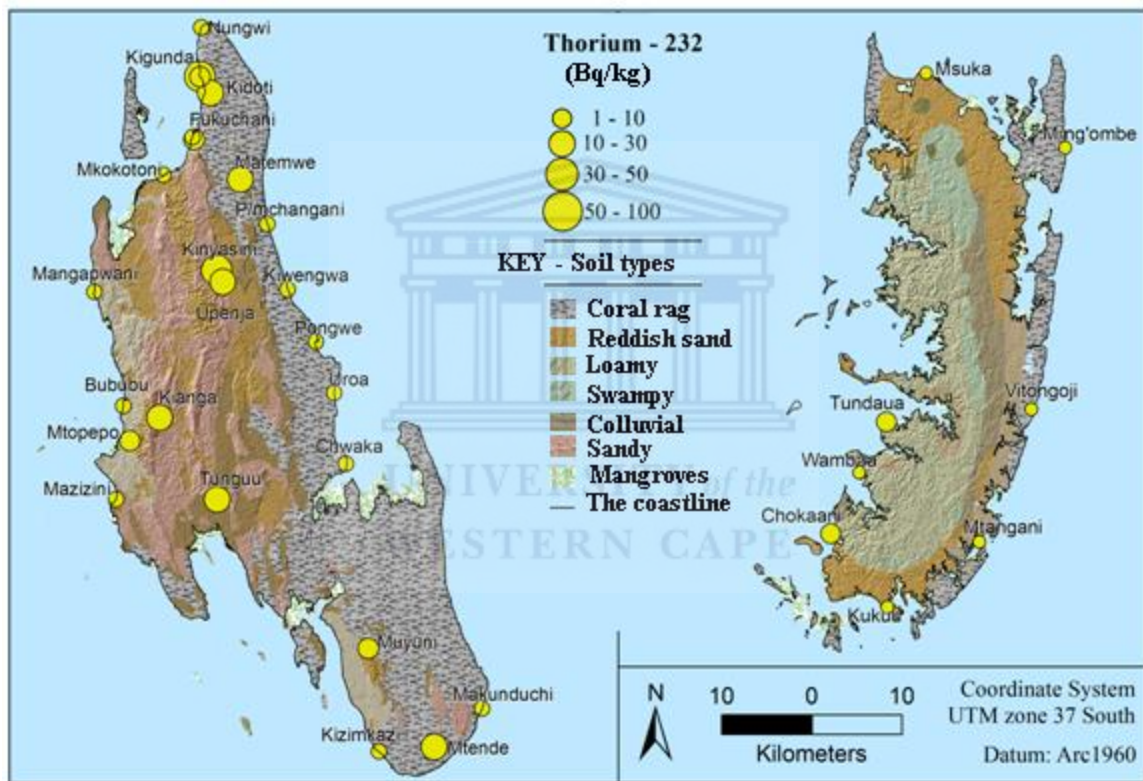 Nungwi
Kigunda
Kidoti
Fukuchani
Mkokotoni
Matemwe
P/mchangani
Kinyasini
Mangapwani
Kiwengwa
Upenja
Pongwe
Bububu
Kianga
Uroa
Mtopepo
Chwaka
Mazizini
Tunguu
Muyuni
Makunduchi
Kizimkaz
Mtende
Thorium - 232
(Bq/kg)
1 - 10
10 - 30
30 - 50
50 - 100
KEY - Soil types
Coral rag
Reddish sand
Loamy
Swampy
Colluvial
Sandy
Mangroves
The coastline
UNIVERSITY of the
WESTERN CAPE
Msuka
Ming'ombe
Vitongoji
Tundaua
Wambaa
Chokaani
Mtangani
Kukuu
N
10 0 10
Kilometers
Coordinate System
UTM zone 37 South
Datum: Arc1960